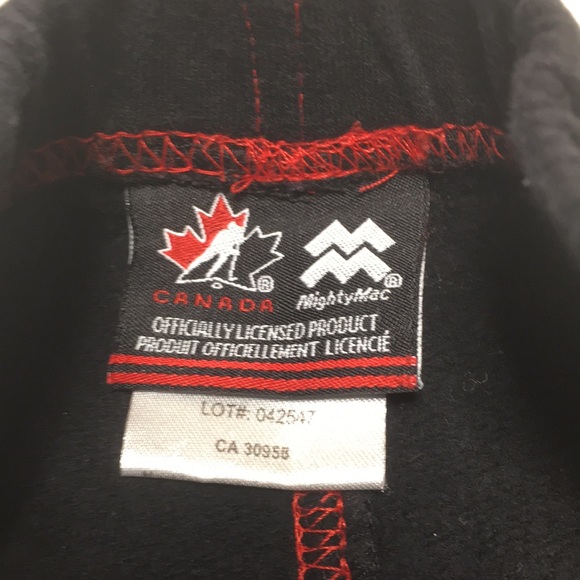 CANADA ®
MightyMac ®
OFFICIALLY LICENSED PRODUCT
PRODUIT OFFICIELLEMENT LICENCIÉ
LOT#: 042547
CA 30958